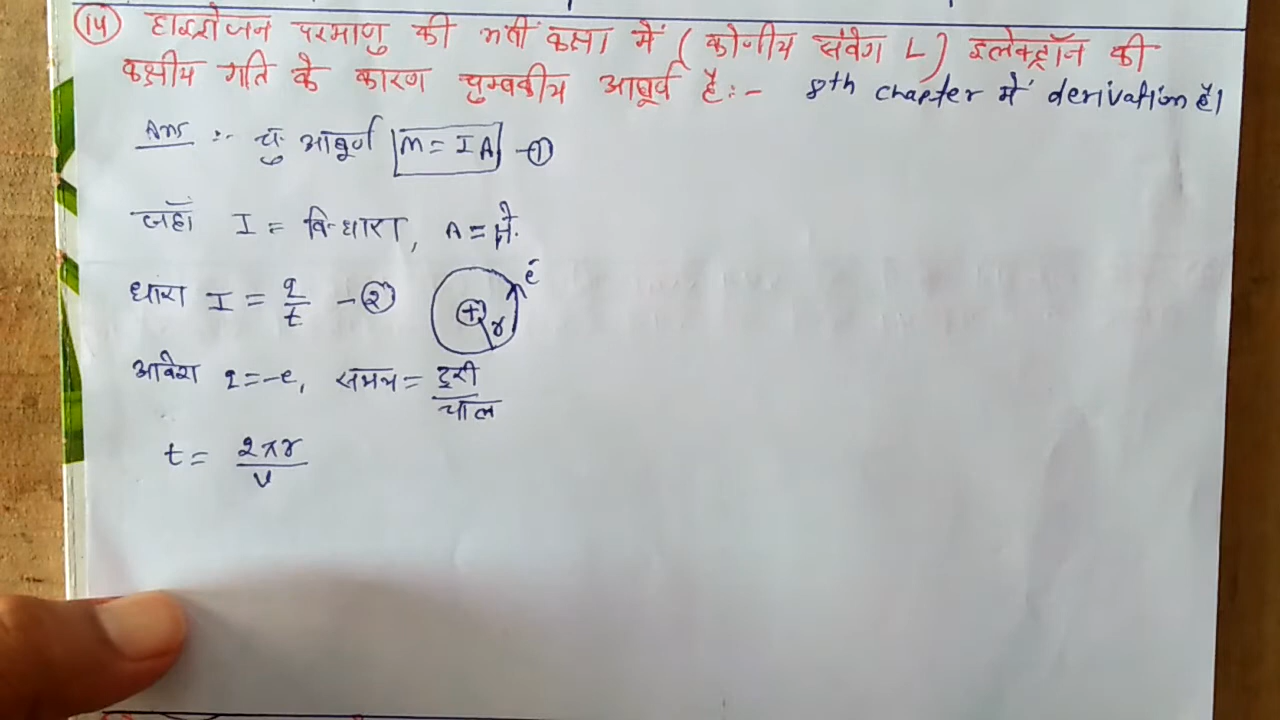 14 हाइड्रोजन परमाणु की nवीं कक्षा में (कोणीय संवेग L) इलेक्ट्रॉन की
कक्षीय गति के कारण चुम्बकीय आघूर्ण है:- 8th chapter में derivation है।
Ans :- चु. आघूर्ण M = IA -①
जहाँ I = वि-धारा, A = क्षे.
धारा I = q/t -②
e⁻
+ r
आवेश q = -e, समय = दूरी/चाल
t = 2πr/v